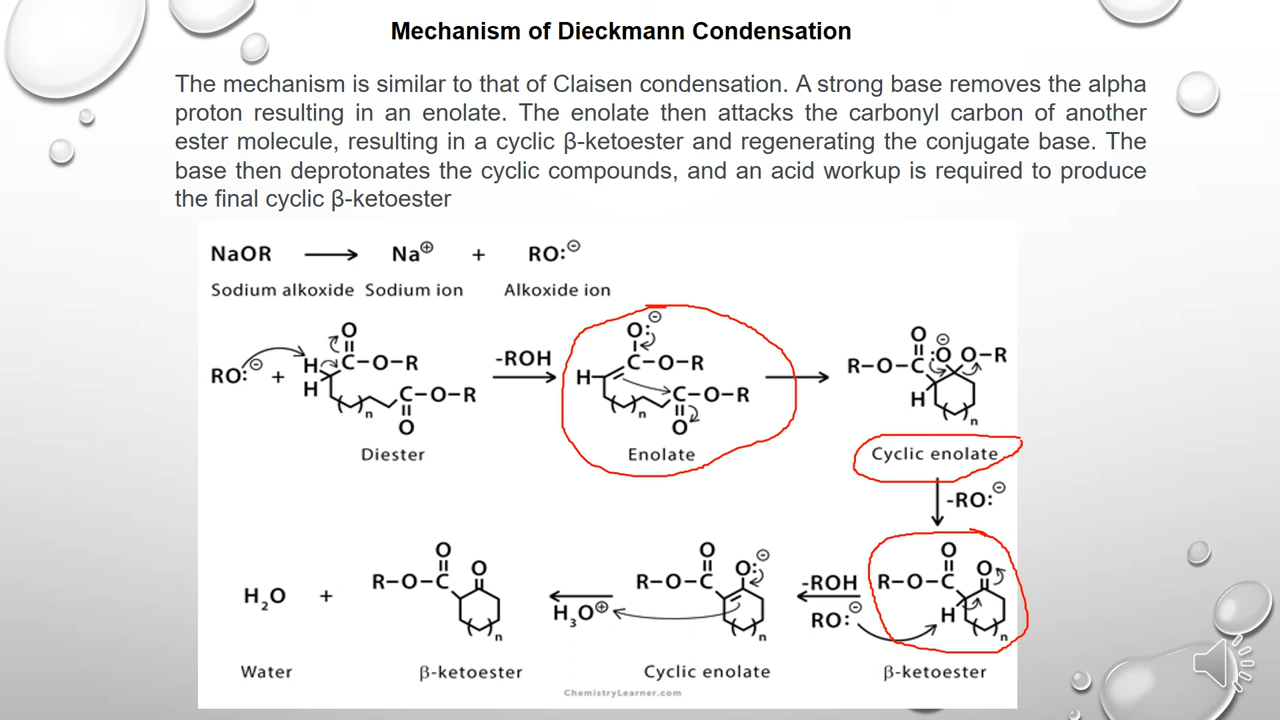 Mechanism of Dieckmann Condensation
The mechanism is similar to that of Claisen condensation. A strong base removes the alpha
proton resulting in an enolate. The enolate then attacks the carbonyl carbon of another
ester molecule, resulting in a cyclic β-ketoester and regenerating the conjugate base. The
base then deprotonates the cyclic compounds, and an acid workup is required to produce
the final cyclic β-ketoester
NaOR → Na⊕ + RO:⊖
Sodium alkoxide Sodium ion Alkoxide ion
O O:⊖ O ⊖
H C–O–R -ROH C–O–R R–O–C :O O–R
RO:⊖ + H H
C–O–R C–O–R H
n n n
O O
Diester Enolate Cyclic enolate
-RO:⊖
O O O O:⊖ O O
H₂O + R–O–C R–O–C -ROH R–O–C
H₃O⊕ RO:⊖ H
n n n
Water β-ketoester Cyclic enolate β-ketoester
ChemistryLearner.com